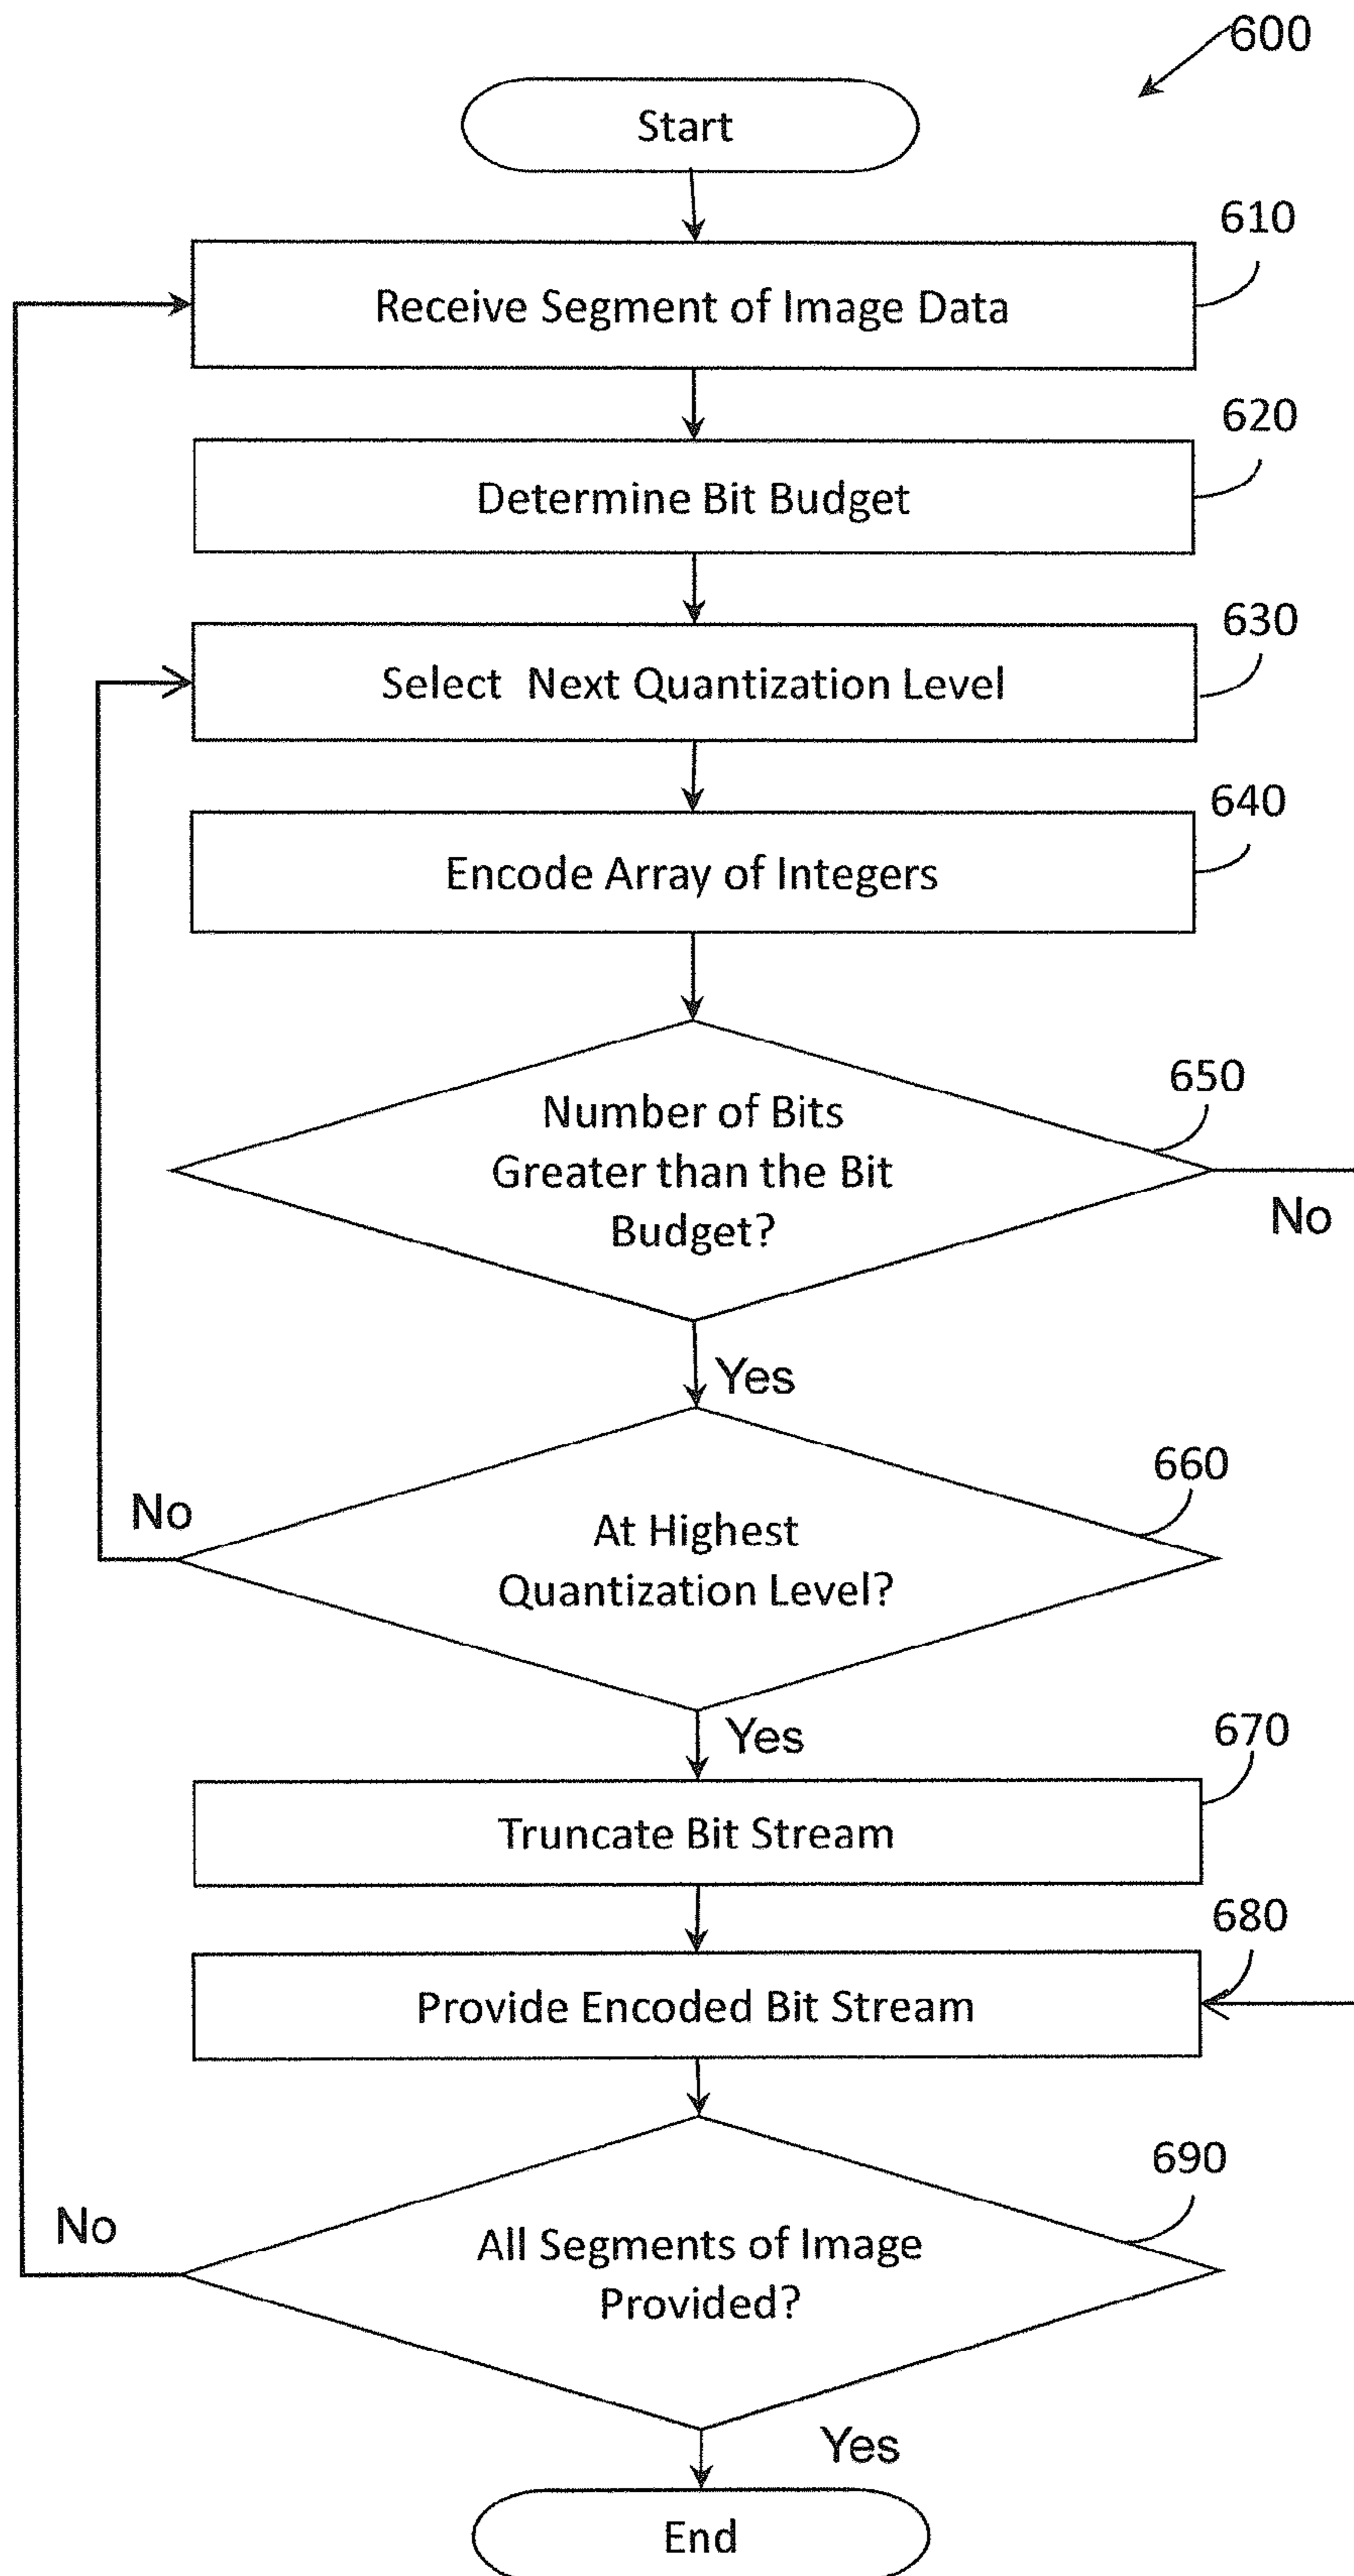 600
Start
610
Receive Segment of Image Data
620
Determine Bit Budget
630
Select Next Quantization Level
640
Encode Array of Integers
650
Number of Bits
Greater than the Bit
Budget?
No
Yes
660
At Highest
Quantization Level?
No
Yes
670
Truncate Bit Stream
680
Provide Encoded Bit Stream
690
All Segments of Image
Provided?
No
Yes
End